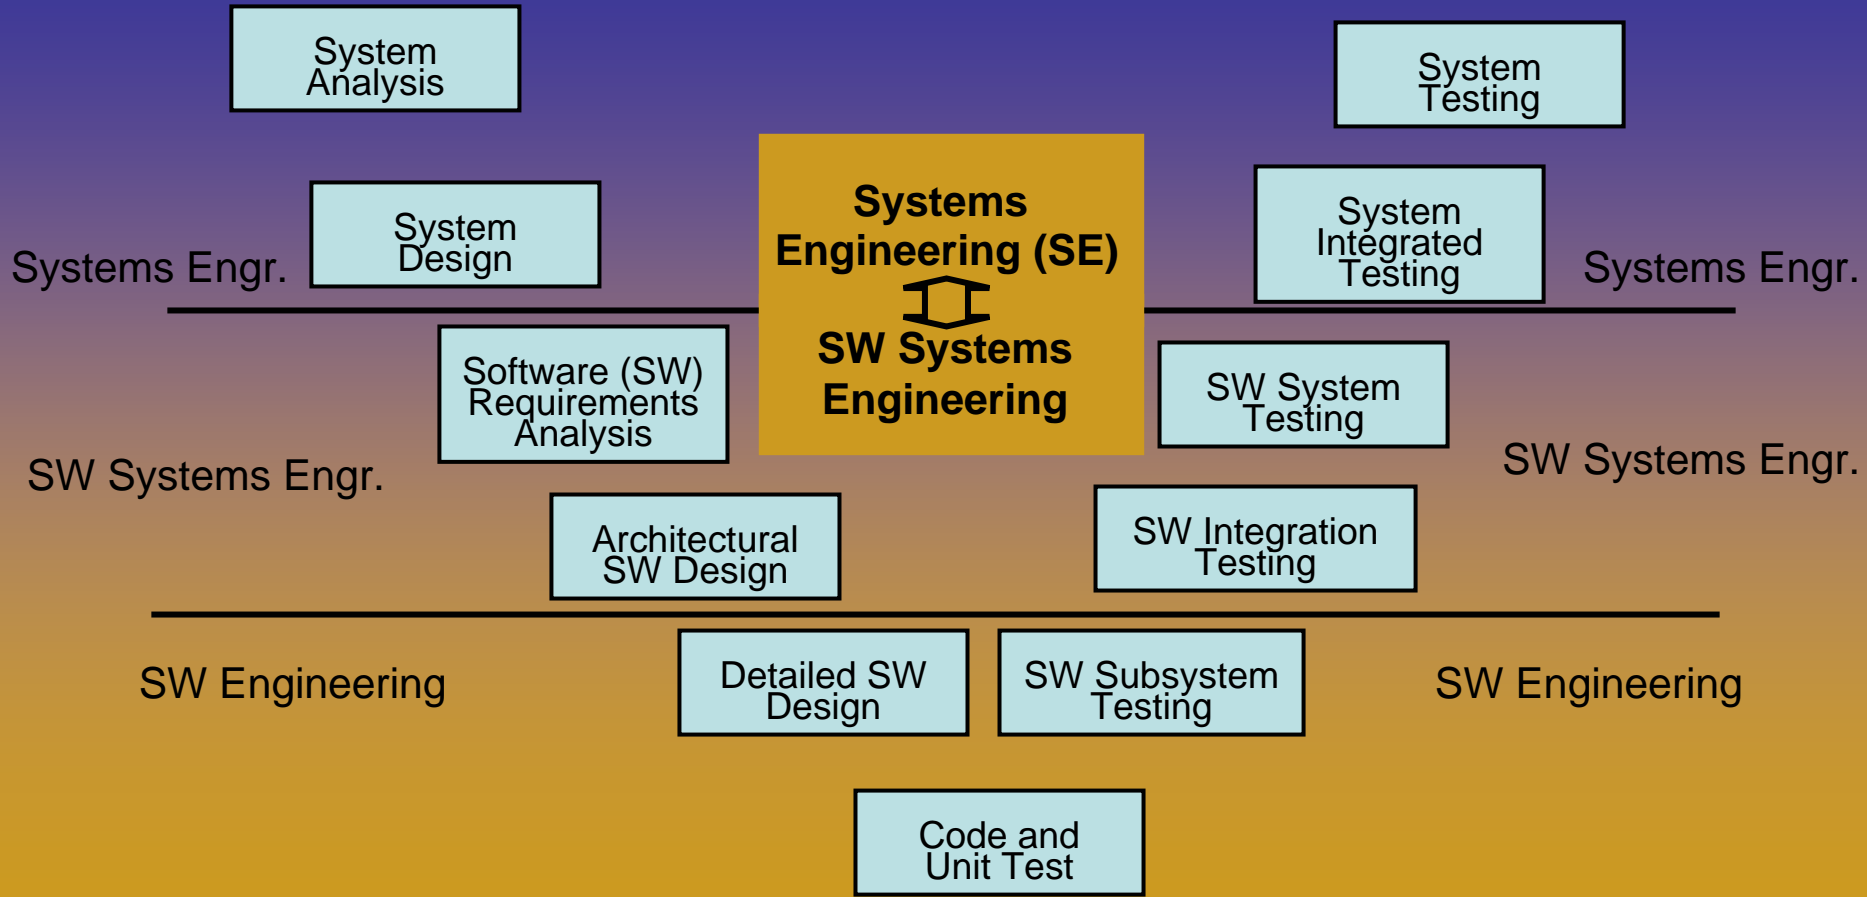 System
Analysis
System
Testing
System
Design
Systems
Engineering (SE)
SW Systems
Engineering
System
Integrated
Testing
Systems Engr.
Systems Engr.
Software (SW)
Requirements
Analysis
SW System
Testing
SW Systems Engr.
SW Systems Engr.
Architectural
SW Design
SW Integration
Testing
SW Engineering
Detailed SW
Design
SW Subsystem
Testing
SW Engineering
Code and
Unit Test